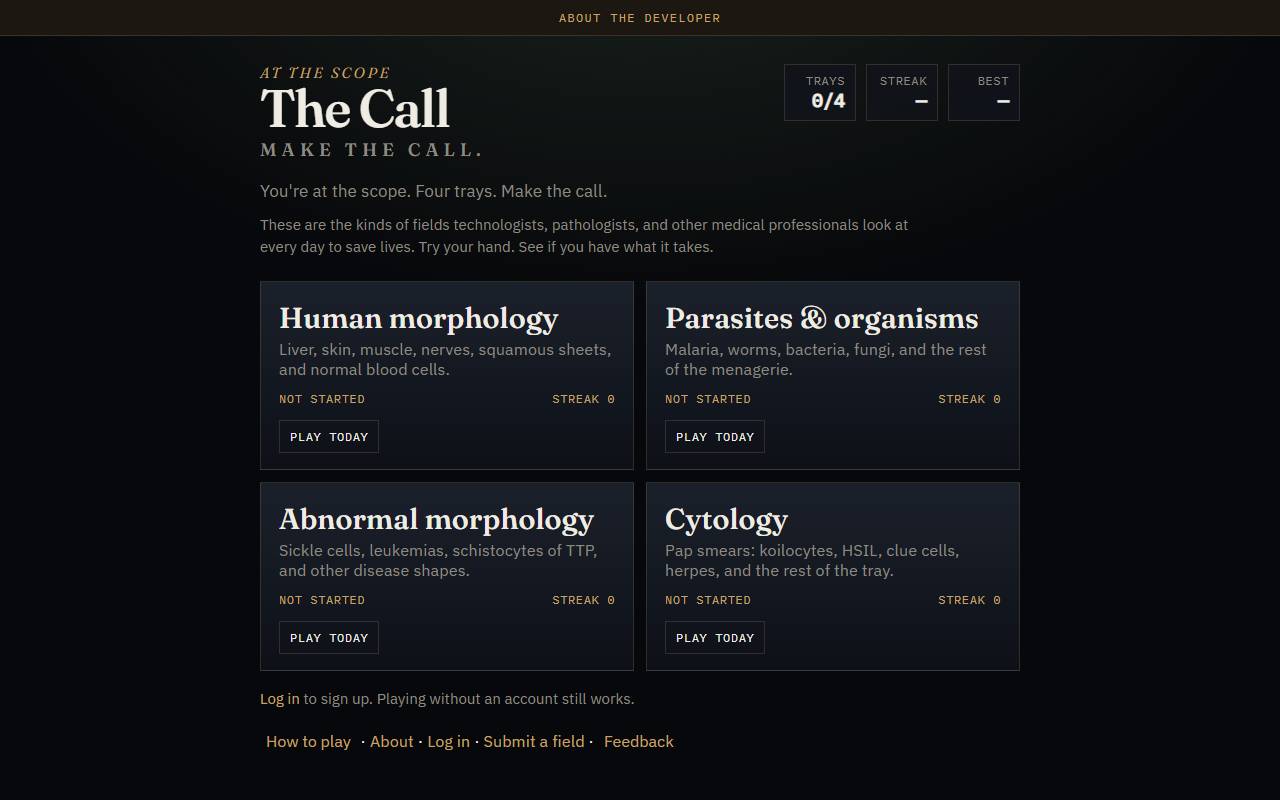 ABOUT THE DEVELOPER
AT THE SCOPE
The Call
MAKE THE CALL.
TRAYS
0/4
STREAK
—
BEST
—
You're at the scope. Four trays. Make the call.
These are the kinds of fields technologists, pathologists, and other medical professionals look at
every day to save lives. Try your hand. See if you have what it takes.
Human morphology
Liver, skin, muscle, nerves, squamous sheets,
and normal blood cells.
NOT STARTED STREAK 0
PLAY TODAY
Parasites & organisms
Malaria, worms, bacteria, fungi, and the rest
of the menagerie.
NOT STARTED STREAK 0
PLAY TODAY
Abnormal morphology
Sickle cells, leukemias, schistocytes of TTP,
and other disease shapes.
NOT STARTED STREAK 0
PLAY TODAY
Cytology
Pap smears: koilocytes, HSIL, clue cells,
herpes, and the rest of the tray.
NOT STARTED STREAK 0
PLAY TODAY
Log in to sign up. Playing without an account still works.
How to play · About · Log in · Submit a field · Feedback